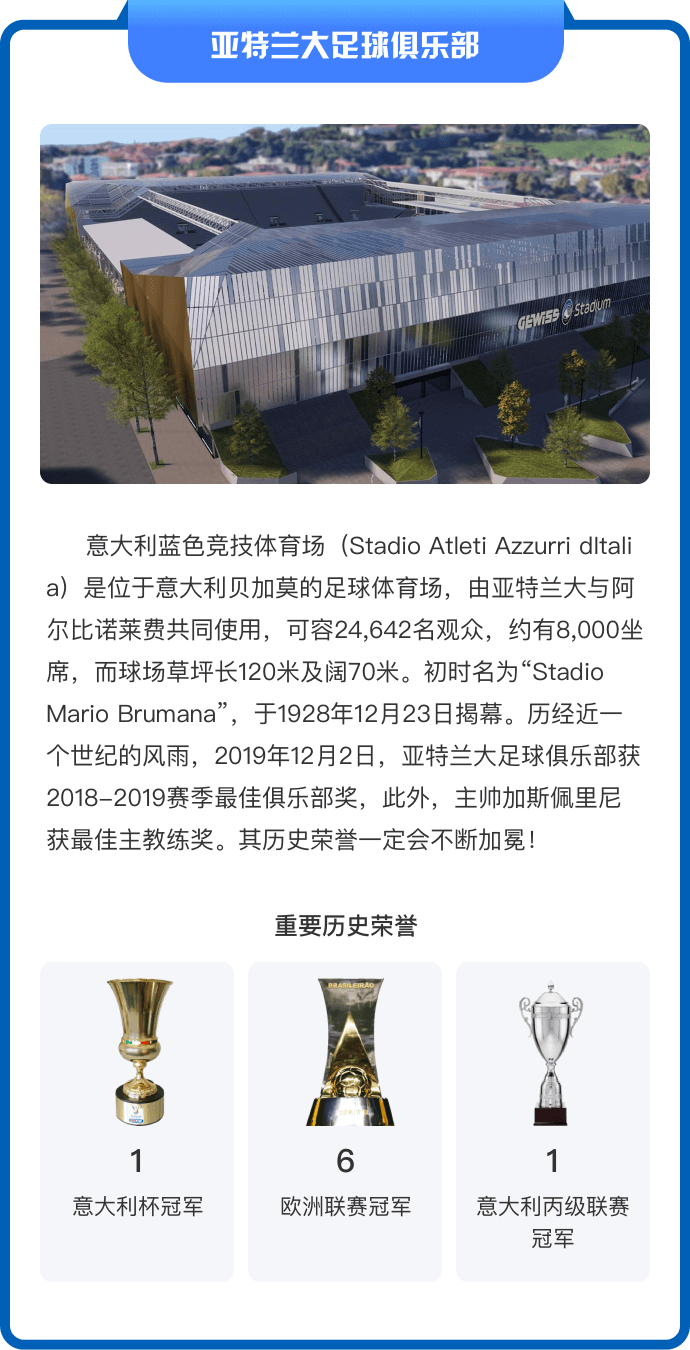 亚特兰大足球俱乐部
GEWISS Stadium
意大利蓝色竞技体育场（Stadio Atleti Azzurri dItali
a）是位于意大利贝加莫的足球体育场，由亚特兰大与阿
尔比诺莱费共同使用，可容24,642名观众，约有8,000坐
席，而球场草坪长120米及阔70米。初时名为“Stadio
Mario Brumana”，于1928年12月23日揭幕。历经近一
个世纪的风雨，2019年12月2日，亚特兰大足球俱乐部获
2018-2019赛季最佳俱乐部奖，此外，主帅加斯佩里尼
获最佳主教练奖。其历史荣誉一定会不断加冕！
重要历史荣誉
BRASILEIRÃO
1
6
1
意大利杯冠军
欧洲联赛冠军
意大利丙级联赛
冠军